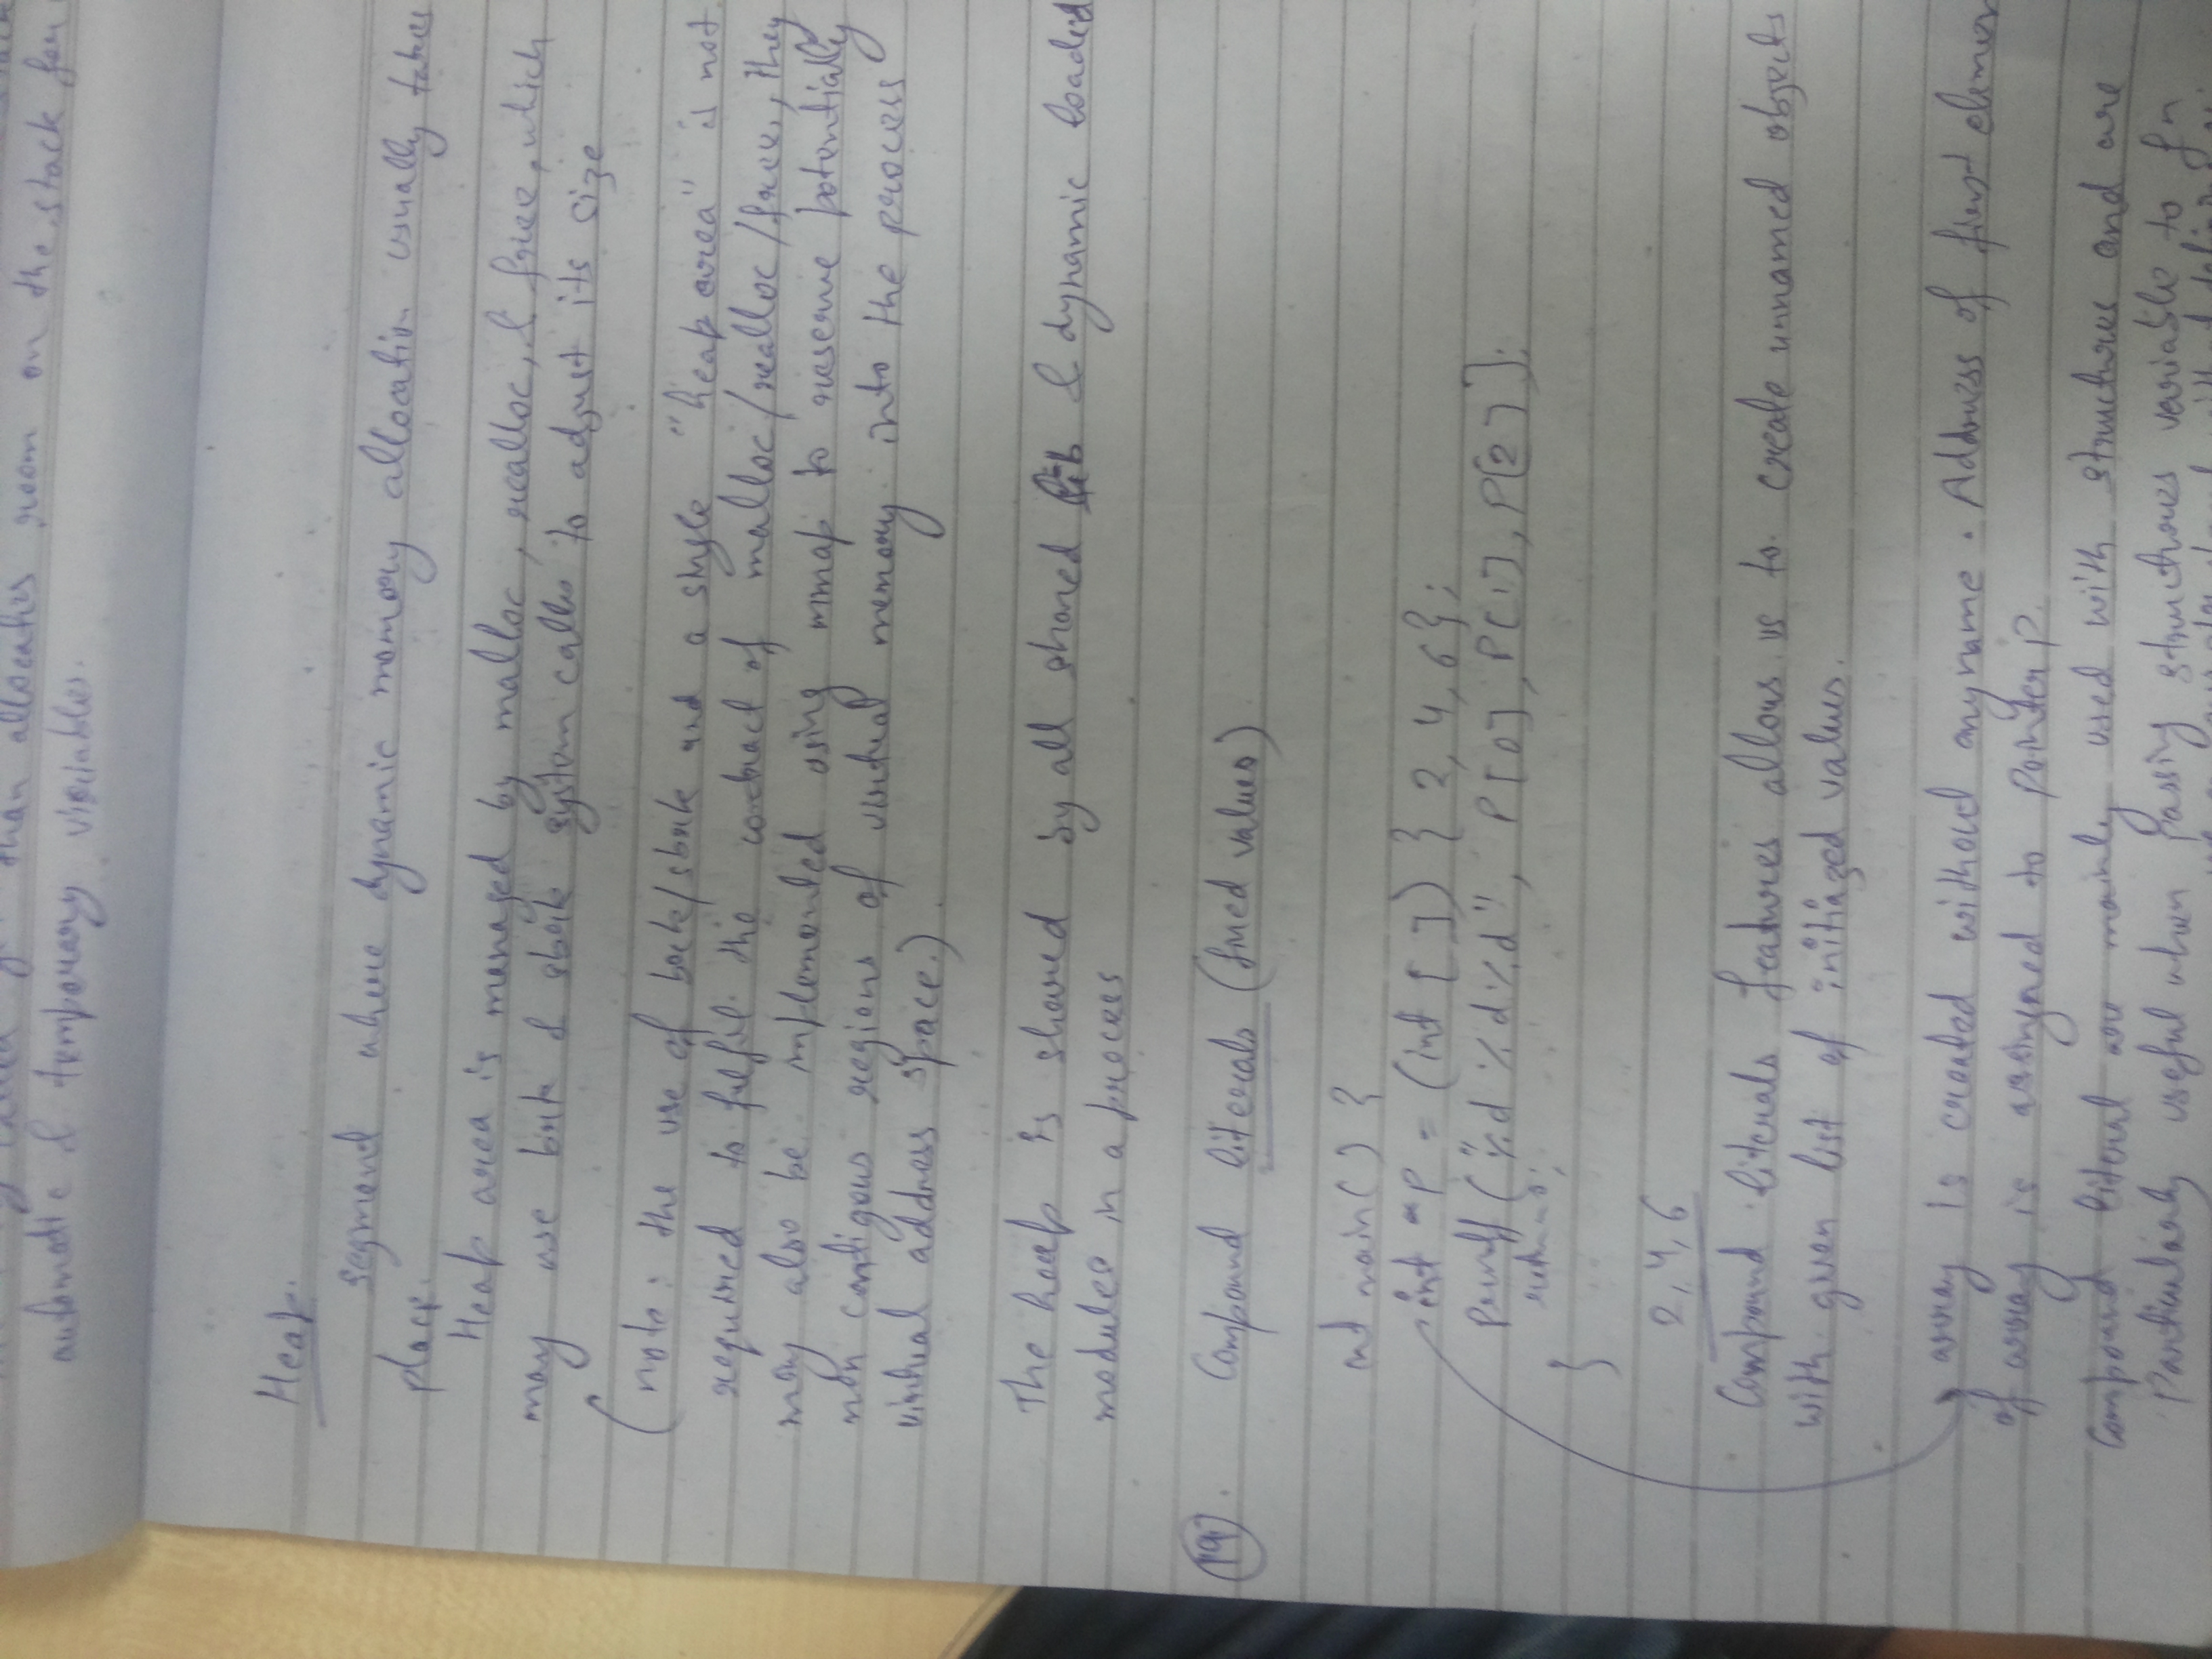 than allocates room on the stack for
automatic & temporary variables.
Heap.
segment where dynamic memory allocation usually takes
place.
Heap area is managed by malloc, realloc, & free, which
may use brk & sbrk system calls to adjust its size
(note: the use of brk/sbrk and a single "heap area" is not
required to fulfil the contract of malloc/realloc/free, they
may also be implemented using mmap to reserve potentially
non contigous regions of virtual memory into the process
virtual address space.).
The heap is shared by all shared lib & dynamic loaded
modules in a process
19. Compound literals (fixed values)
int main() {
int *p = (int []) { 2, 4, 6};
printf ("%d %d %d", P[0], P[1], P[2]];
return 0;
}
2, 4, 6
Compound literals features allows us to create unnamed objects
with given list of initiazed values.
array is created without any name. Address of first elemen
of array is assigned to pointer p.
Compound literal are mainly used with structures and are
Particularly useful when passing structures variable to fn